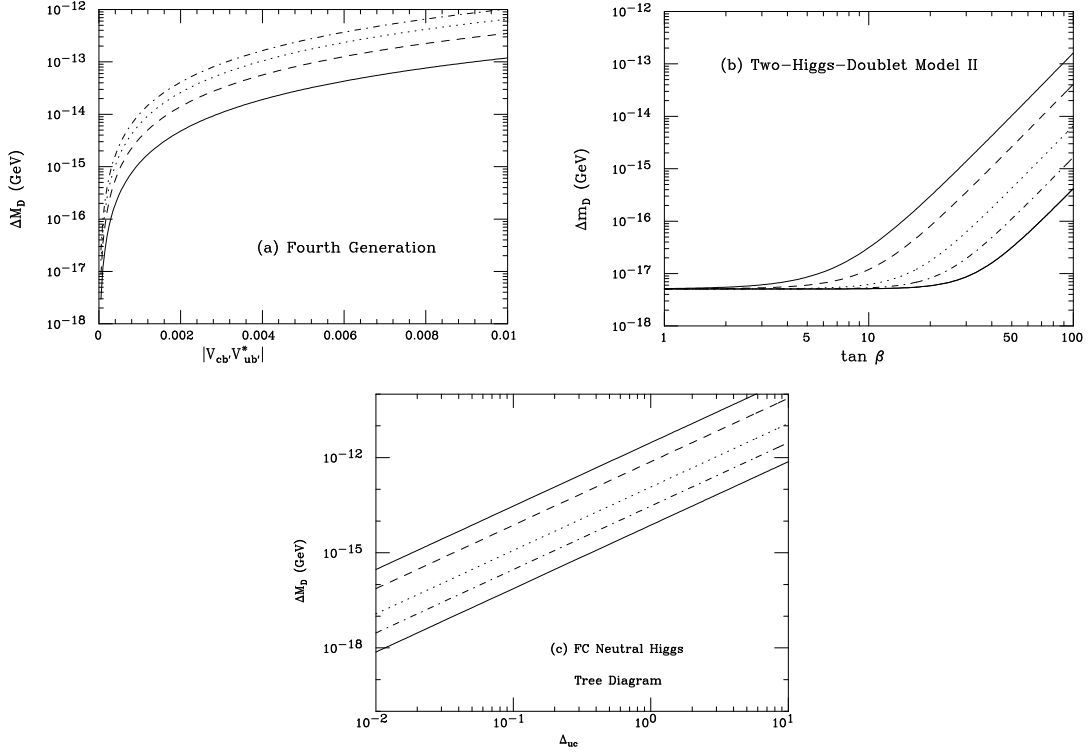 10⁻¹²
10⁻¹³
10⁻¹⁴
10⁻¹⁵
10⁻¹⁶
10⁻¹⁷
10⁻¹⁸
ΔM_D (GeV)
(a) Fourth Generation
0 0.002 0.004 0.006 0.008 0.01
|V_cb'V*_ub'|
10⁻¹²
10⁻¹³
10⁻¹⁴
10⁻¹⁵
10⁻¹⁶
10⁻¹⁷
10⁻¹⁸
Δm_D (GeV)
(b) Two-Higgs-Doublet Model II
1 5 10 50 100
tan β
10⁻¹²
10⁻¹⁵
10⁻¹⁸
ΔM_D (GeV)
(c) FC Neutral Higgs
Tree Diagram
10⁻² 10⁻¹ 10⁰ 10¹
Δ_uc